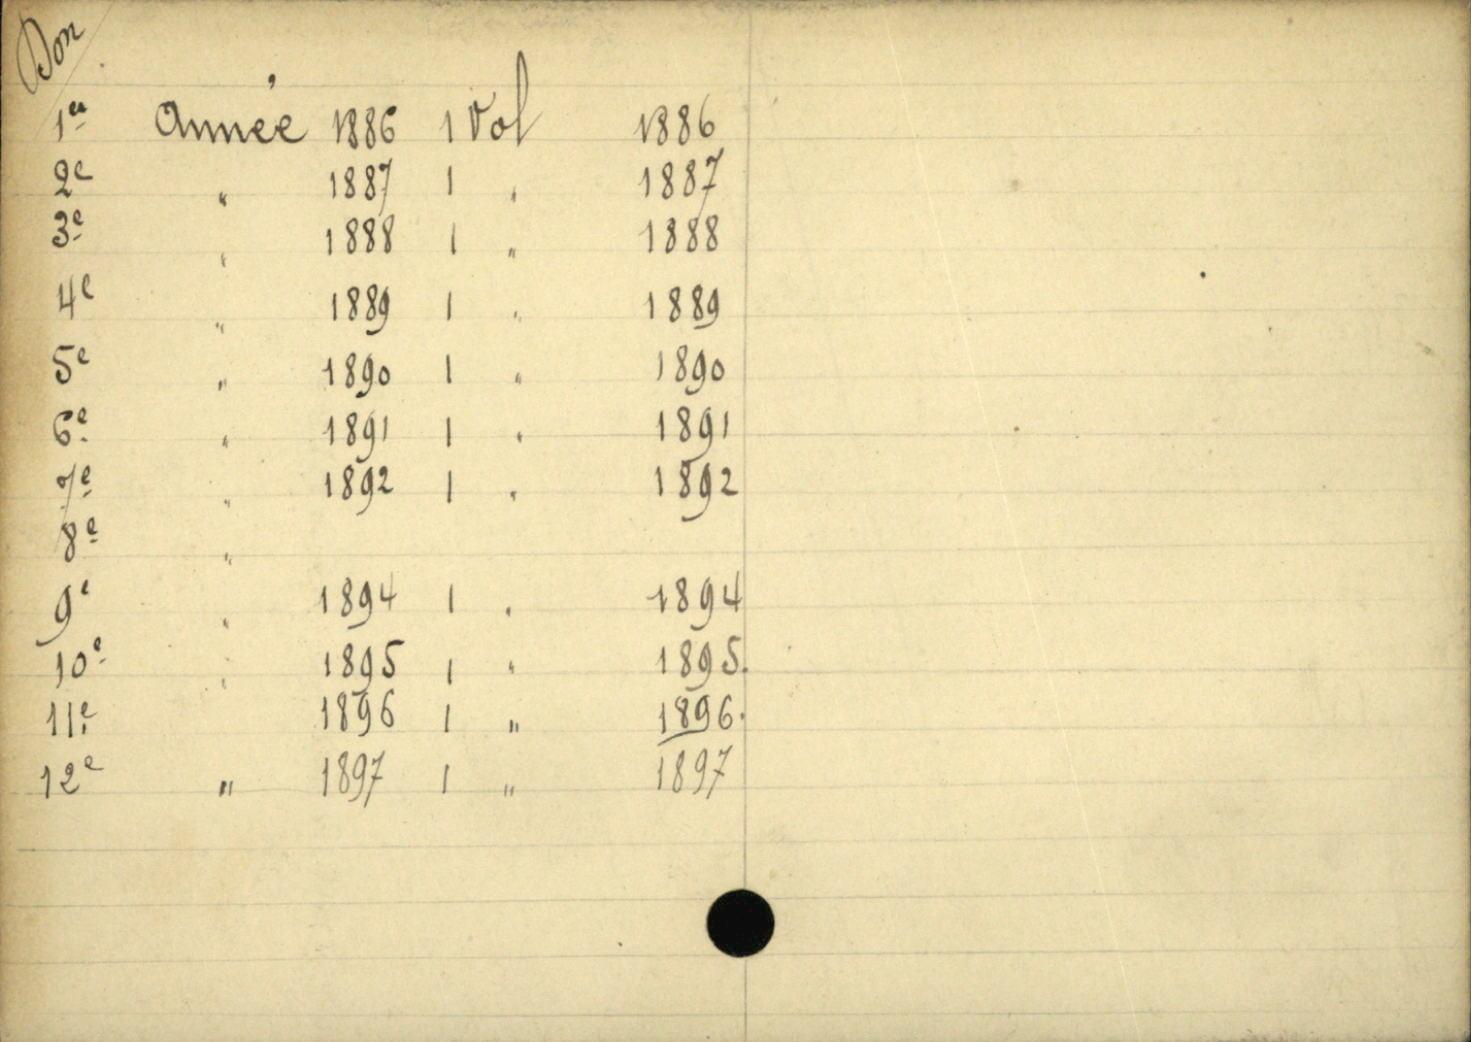 Don
1er Année 1886 1 Vol 1886
2e " 1887 1 " 1887
3e " 1888 1 " 1888
4e " 1889 1 " 1889
5e " 1890 1 " 1890
6e " 1891 1 " 1891
7e " 1892 1 " 1892
8e "
9e " 1894 1 " 1894
10e " 1895 1 " 1895.
11e 1896 1 " 1896.
12e " 1897 1 " 1897